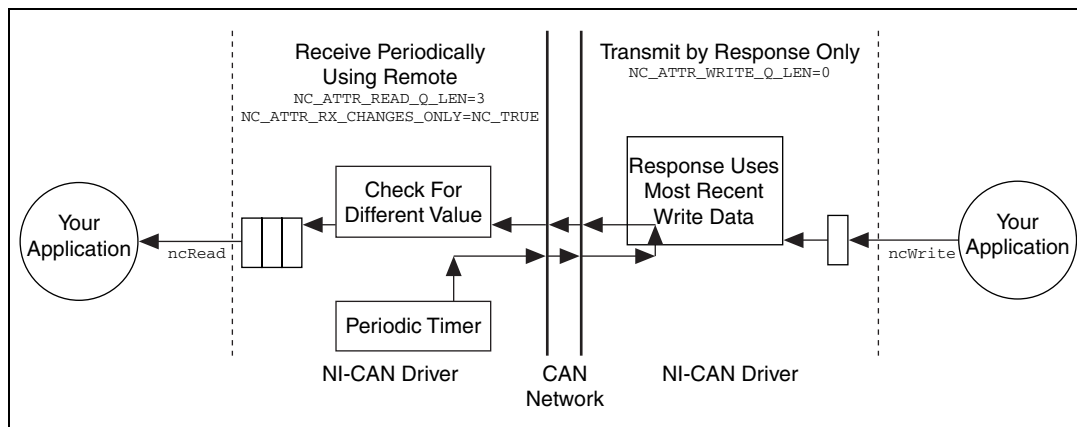 Receive Periodically
Using Remote
NC_ATTR_READ_Q_LEN=3
NC_ATTR_RX_CHANGES_ONLY=NC_TRUE
Transmit by Response Only
NC_ATTR_WRITE_Q_LEN=0
Your
Application
ncRead
Check For
Different Value
Periodic Timer
Response Uses
Most Recent
Write Data
ncWrite
Your
Application
NI-CAN Driver
CAN
Network
NI-CAN Driver